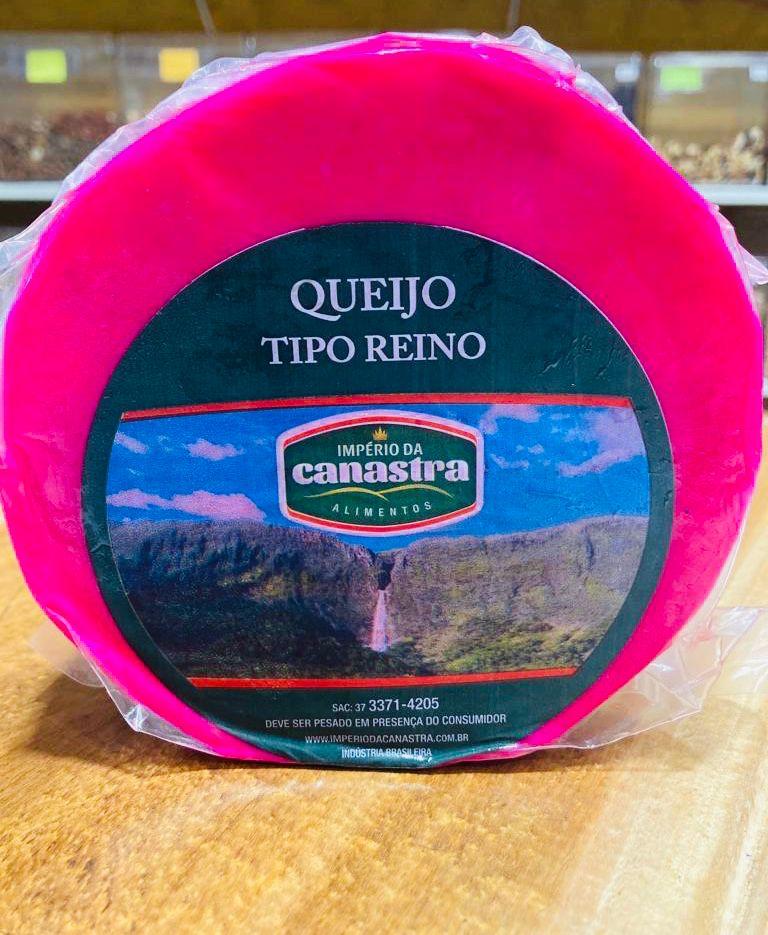 QUEIJO
TIPO REINO
IMPÉRIO DA
canastra
ALIMENTOS
SAC: 37 3371-4205
DEVE SER PESADO EM PRESENÇA DO CONSUMIDOR
WWW.IMPERIODACANASTRA.COM.BR
INDÚSTRIA BRASILEIRA